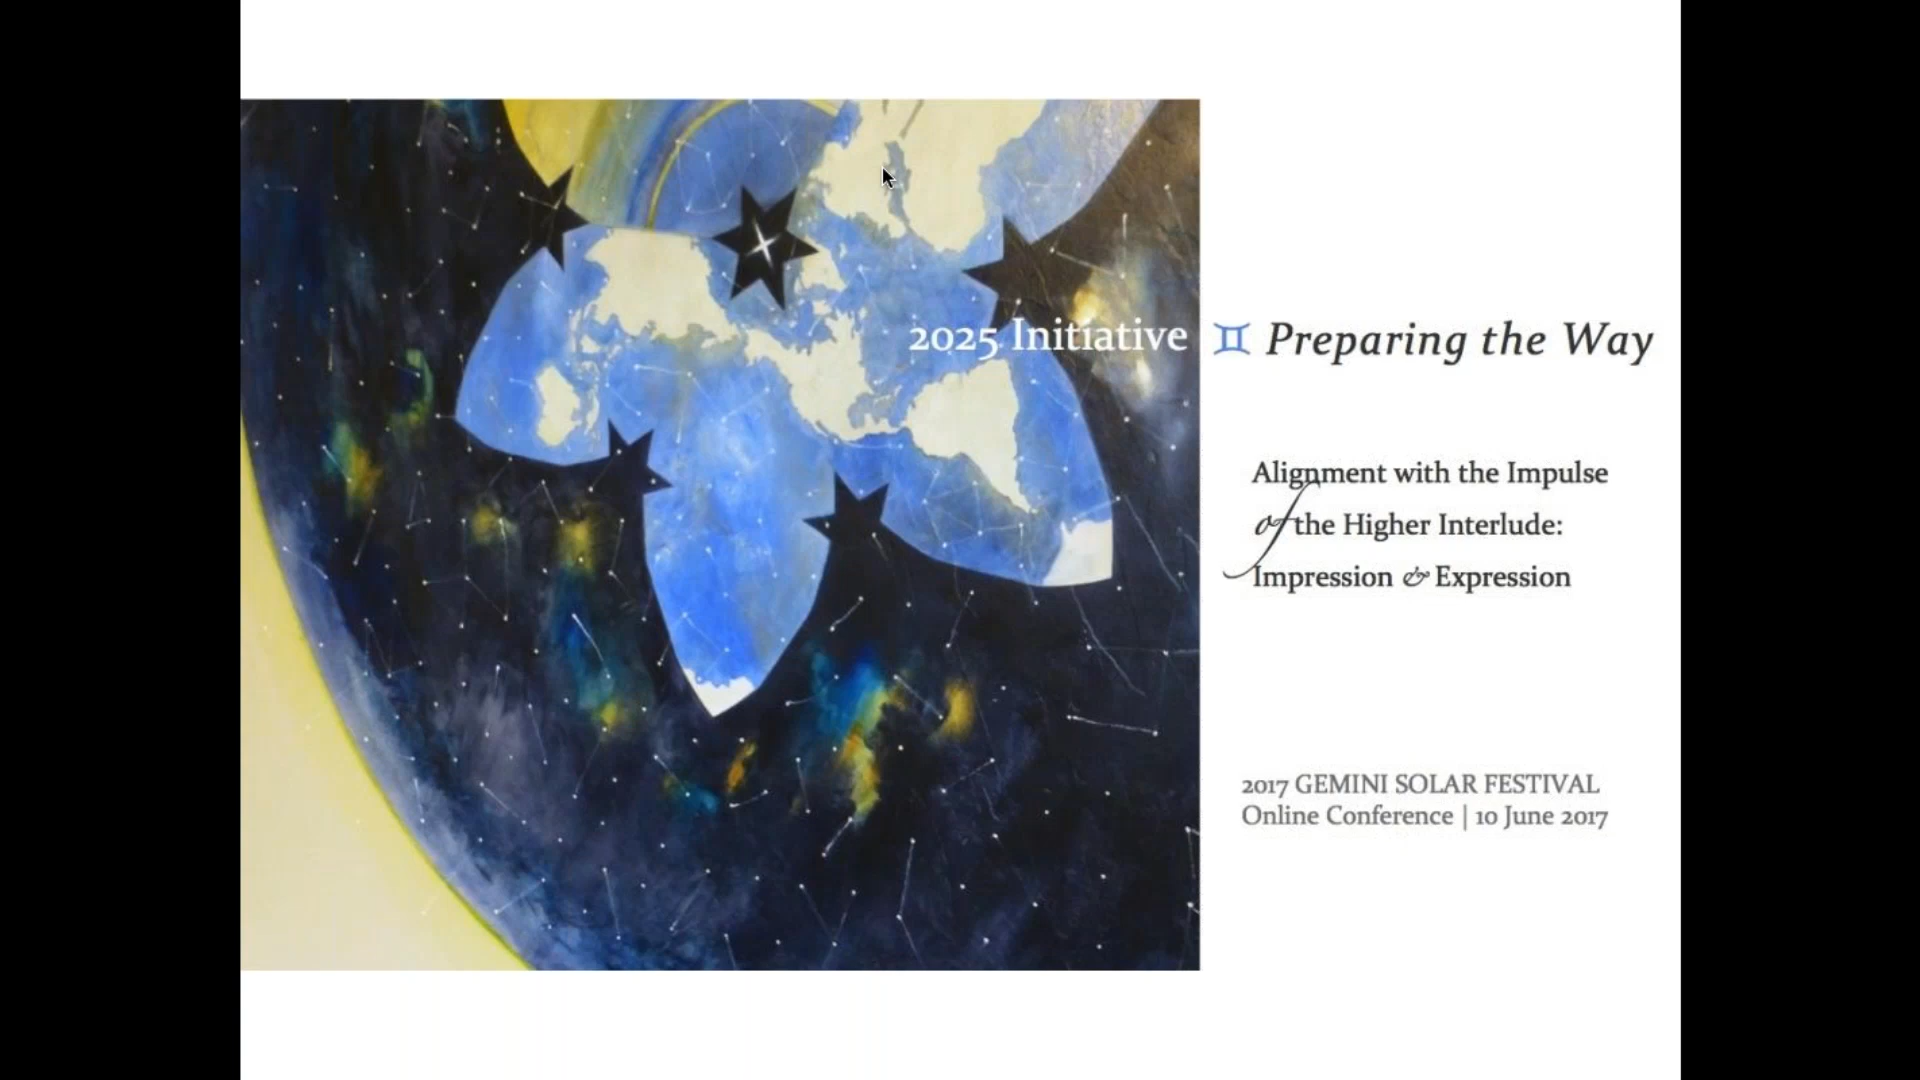 2025 Initiative ♊ Preparing the Way
Alignment with the Impulse
of the Higher Interlude:
Impression & Expression
2017 GEMINI SOLAR FESTIVAL
Online Conference | 10 June 2017